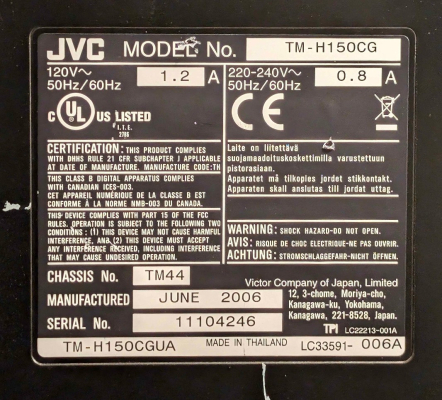 JVC MODEL No. TM-H150CG
120V~ 50Hz/60Hz 1.2 A
220-240V~ 50Hz/60Hz 0.8 A
C UL US LISTED
I.T.E.
2786
CE
CERTIFICATION: THIS PRODUCT COMPLIES
WITH DHHS RULE 21 CFR SUBCHAPTER J APPLICABLE
AT DATE OF MANUFACTURE. MANUFACTURE CODE:TH
THIS CLASS B DIGITAL APPARATUS COMPLIES
WITH CANADIAN ICES-003.
CET APPAREIL NUMÉRIQUE DE LA CLASSE B EST
CONFORME À LA NORME NMB-003 DU CANADA.
THIS DEVICE COMPLIES WITH PART 15 OF THE FCC
RULES. OPERATION IS SUBJECT TO THE FOLLOWING TWO
CONDITIONS: (1) THIS DEVICE MAY NOT CAUSE HARMFUL
INTERFERENCE, AND (2) THIS DEVICE MUST ACCEPT
ANY INTERFERENCE RECEIVED, INCLUDING INTERFERENCE
THAT MAY CAUSE UNDESIRED OPERATION.
Laite on liitettävä
suojamaadoituskoskettimilla varustettuun
pistorasiaan.
Apparatet må tilkoples jordet stikkontakt.
Apparaten skall anslutas till jordat uttag.
WARNING: SHOCK HAZARD-DO NOT OPEN.
AVIS: RISQUE DE CHOC ELECTRIQUE-NE PAS OUVRIR.
ACHTUNG: STROMSCHLAGGEFAHR-NICHT ÖFFNEN.
CHASSIS No. TM44
MANUFACTURED JUNE 2006
SERIAL No. 11104246
Victor Company of Japan, Limited
12, 3-chome, Moriya-cho,
Kanagawa-ku, Yokohama,
Kanagawa, 221-8528, Japan.
TPI LC22213-001A
TM-H150CGUA MADE IN THAILAND LC33591-006A